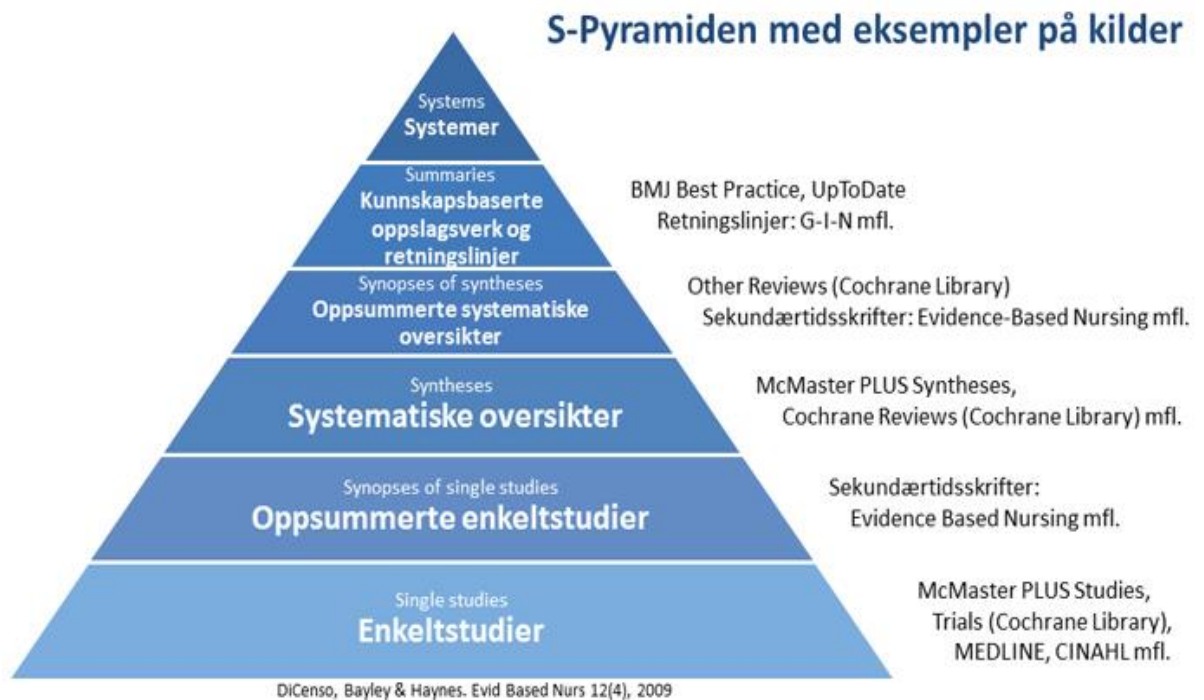 S-Pyramiden med eksempler på kilder
Systems
Systemer
Summaries
Kunnskapsbaserte
oppslagsverk og
retningslinjer
BMJ Best Practice, UpToDate
Retningslinjer: G-I-N mfl.
Synopses of syntheses
Oppsummerte systematiske
oversikter
Other Reviews (Cochrane Library)
Sekundærtidsskrifter: Evidence-Based Nursing mfl.
Syntheses
Systematiske oversikter
McMaster PLUS Syntheses,
Cochrane Reviews (Cochrane Library) mfl.
Synopses of single studies
Oppsummerte enkeltstudier
Sekundærtidsskrifter:
Evidence Based Nursing mfl.
Single studies
Enkeltstudier
McMaster PLUS Studies,
Trials (Cochrane Library),
MEDLINE, CINAHL mfl.
DiCenso, Bayley & Haynes. Evid Based Nurs 12(4), 2009